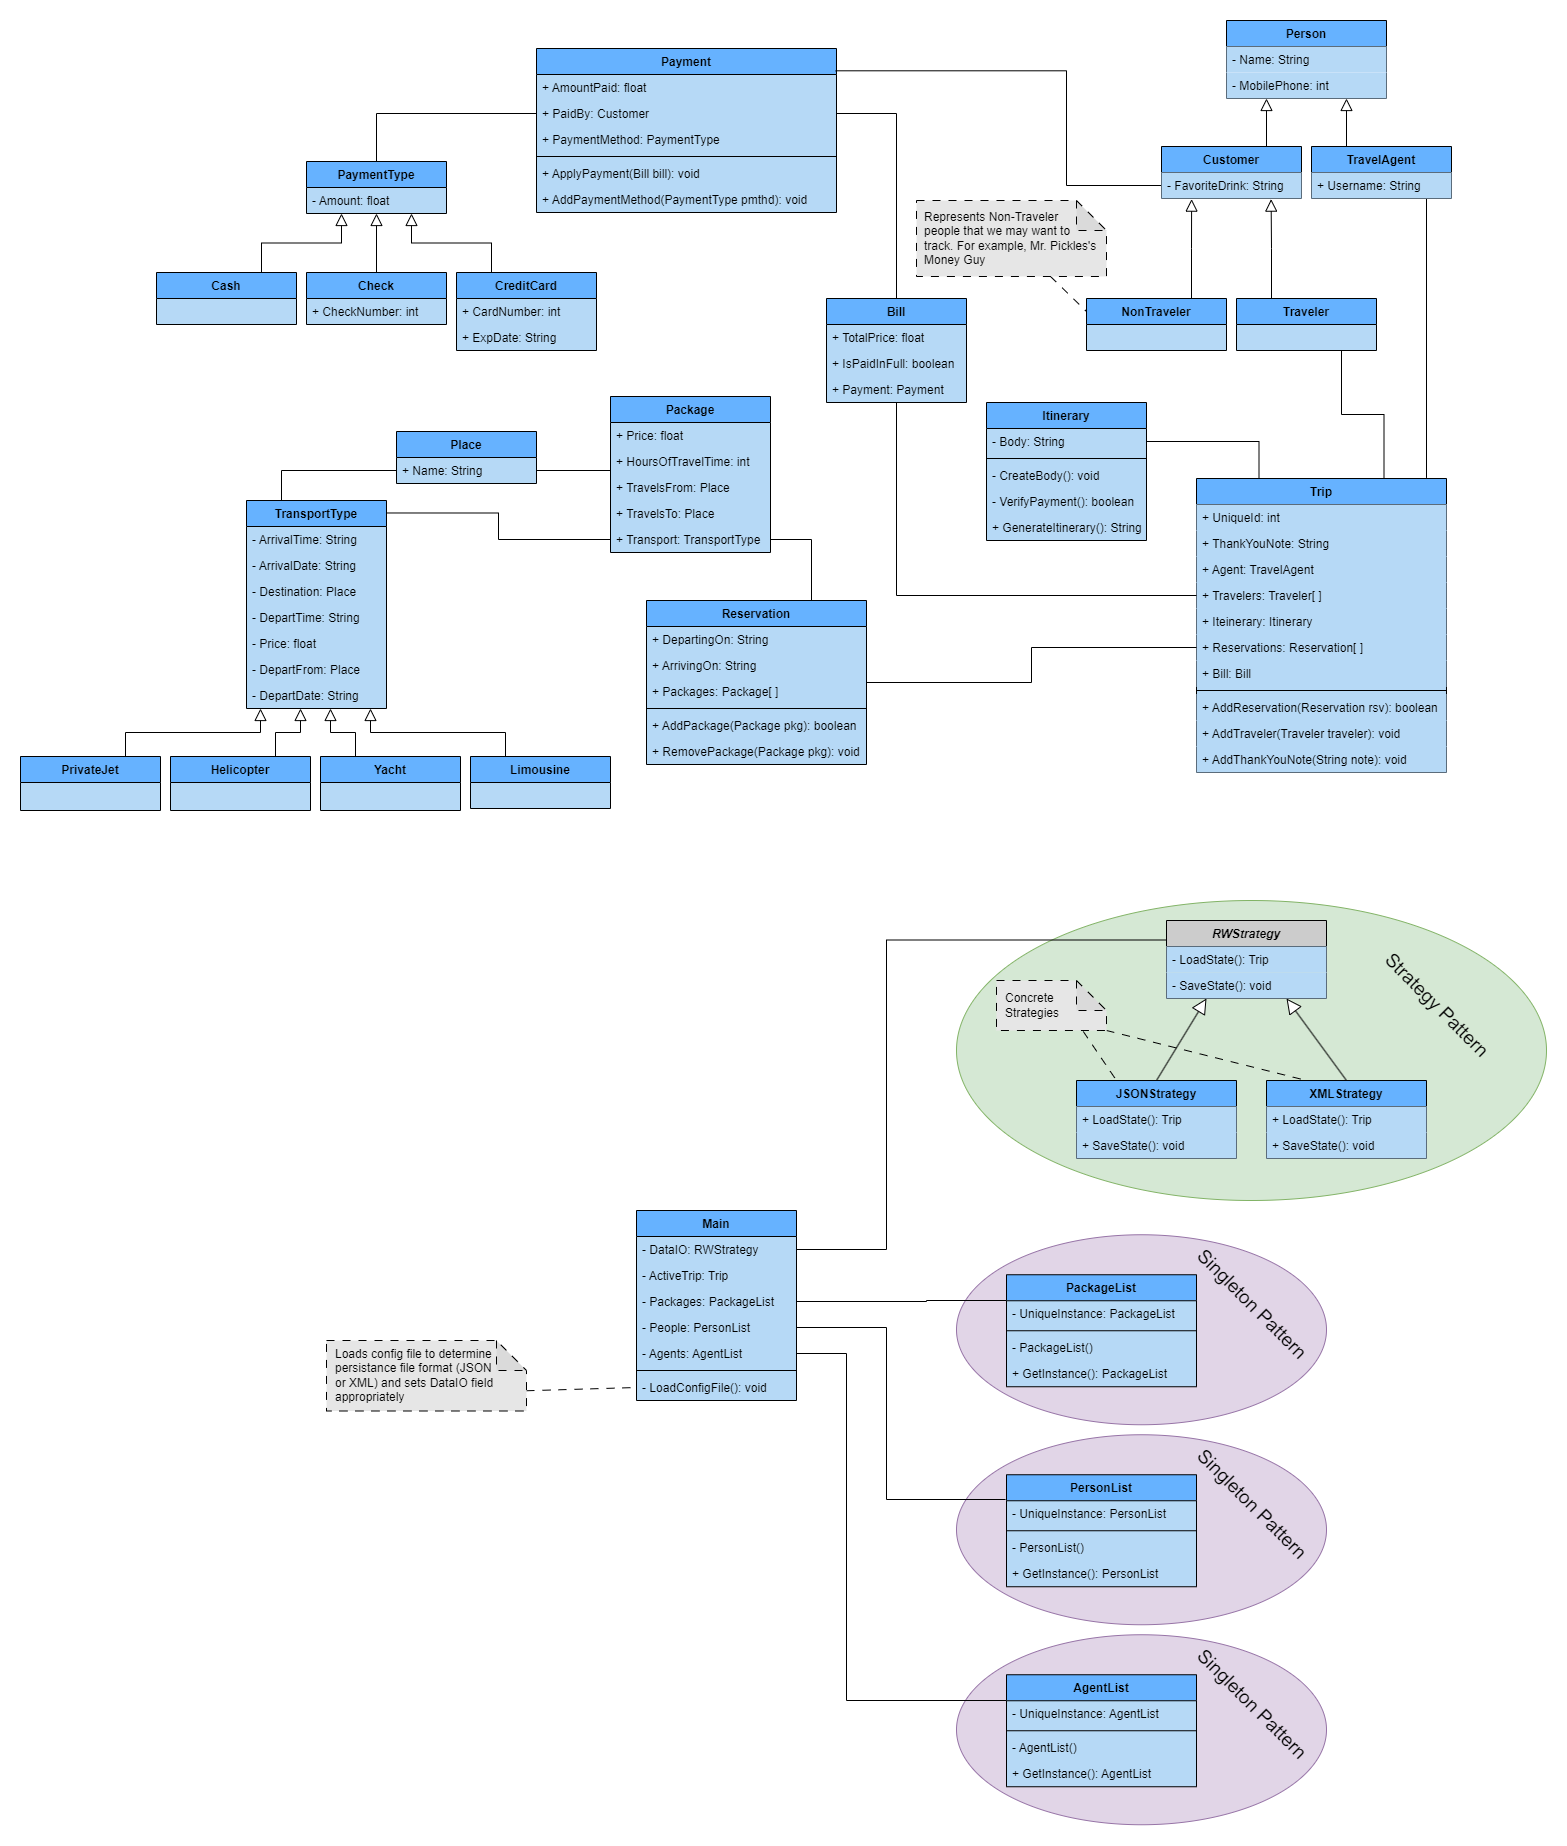 Person
- Name: String
- MobilePhone: int
Payment
+ AmountPaid: float
+ PaidBy: Customer
+ PaymentMethod: PaymentType
+ ApplyPayment(Bill bill): void
+ AddPaymentMethod(PaymentType pmthd): void
PaymentType
- Amount: float
Customer
- FavoriteDrink: String
TravelAgent
+ Username: String
Represents Non-Traveler
people that we may want to
track. For example, Mr. Pickles's
Money Guy
Cash
Check
+ CheckNumber: int
CreditCard
+ CardNumber: int
+ ExpDate: String
Bill
+ TotalPrice: float
+ IsPaidInFull: boolean
+ Payment: Payment
NonTraveler
Traveler
Package
+ Price: float
+ HoursOfTravelTime: int
+ TravelsFrom: Place
+ TravelsTo: Place
+ Transport: TransportType
Itinerary
- Body: String
- CreateBody(): void
- VerifyPayment(): boolean
+ GenerateItinerary(): String
Place
+ Name: String
TransportType
- ArrivalTime: String
- ArrivalDate: String
- Destination: Place
- DepartTime: String
- Price: float
- DepartFrom: Place
- DepartDate: String
Trip
+ UniqueId: int
+ ThankYouNote: String
+ Agent: TravelAgent
+ Travelers: Traveler[ ]
+ Iteinerary: Itinerary
+ Reservations: Reservation[ ]
+ Bill: Bill
+ AddReservation(Reservation rsv): boolean
+ AddTraveler(Traveler traveler): void
+ AddThankYouNote(String note): void
Reservation
+ DepartingOn: String
+ ArrivingOn: String
+ Packages: Package[ ]
+ AddPackage(Package pkg): boolean
+ RemovePackage(Package pkg): void
PrivateJet
Helicopter
Yacht
Limousine
RWStrategy
- LoadState(): Trip
- SaveState(): void
Strategy Pattern
Concrete
Strategies
JSONStrategy
+ LoadState(): Trip
+ SaveState(): void
XMLStrategy
+ LoadState(): Trip
+ SaveState(): void
Main
- DataIO: RWStrategy
- ActiveTrip: Trip
- Packages: PackageList
- People: PersonList
- Agents: AgentList
- LoadConfigFile(): void
Loads config file to determine
persistance file format (JSON
or XML) and sets DataIO field
appropriately
Singleton Pattern
PackageList
- UniqueInstance: PackageList
- PackageList()
+ GetInstance(): PackageList
Singleton Pattern
PersonList
- UniqueInstance: PersonList
- PersonList()
+ GetInstance(): PersonList
Singleton Pattern
AgentList
- UniqueInstance: AgentList
- AgentList()
+ GetInstance(): AgentList